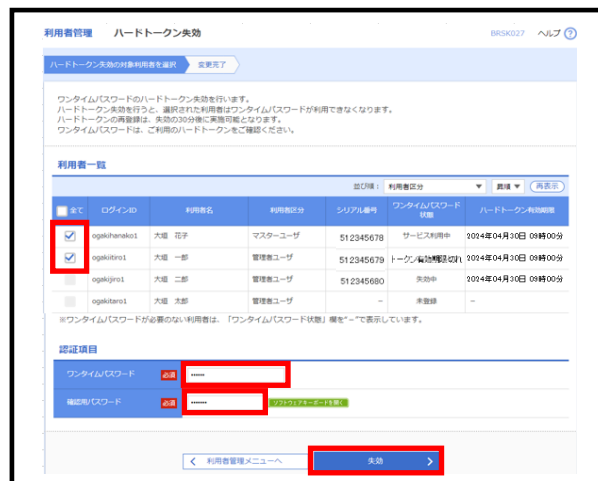 利用者管理 ハードトークン失効 BRSK027 ヘルプ ?
ハードトークン失効の対象利用者を選択 変更完了
ワンタイムパスワードのハードトークン失効を行います。
ハードトークン失効を行うと、選択された利用者はワンタイムパスワードが利用できなくなります。
ハードトークンの再登録は、失効の30分後に実施可能となります。
ワンタイムパスワードは、ご利用のハードトークンをご確認ください。
利用者一覧
並び順： 利用者区分 ▼ 昇順 ▼ 再表示
全て ログインID 利用者名 利用者区分 シリアル番号 ワンタイムパスワード状態 ハードトークン有効期限
ogakihanako1 大垣 花子 マスターユーザ 512345678 サービス利用中 2024年04月30日 09時00分
ogakiitiro1 大垣 一郎 管理者ユーザ 512345679 トークン有効期限切れ 2024年04月30日 09時00分
ogakijiro1 大垣 二郎 管理者ユーザ 512345680 失効中 2024年04月30日 09時00分
ogakitaro1 大垣 太郎 管理者ユーザ － 未登録 －
※ワンタイムパスワードが必要のない利用者は、「ワンタイムパスワード状態」欄を"－"で表示しています。
認証項目
ワンタイムパスワード 必須 ••••••
確認用パスワード 必須 ••••••• ソフトウェアキーボードを開く
利用者管理メニューへ 失効